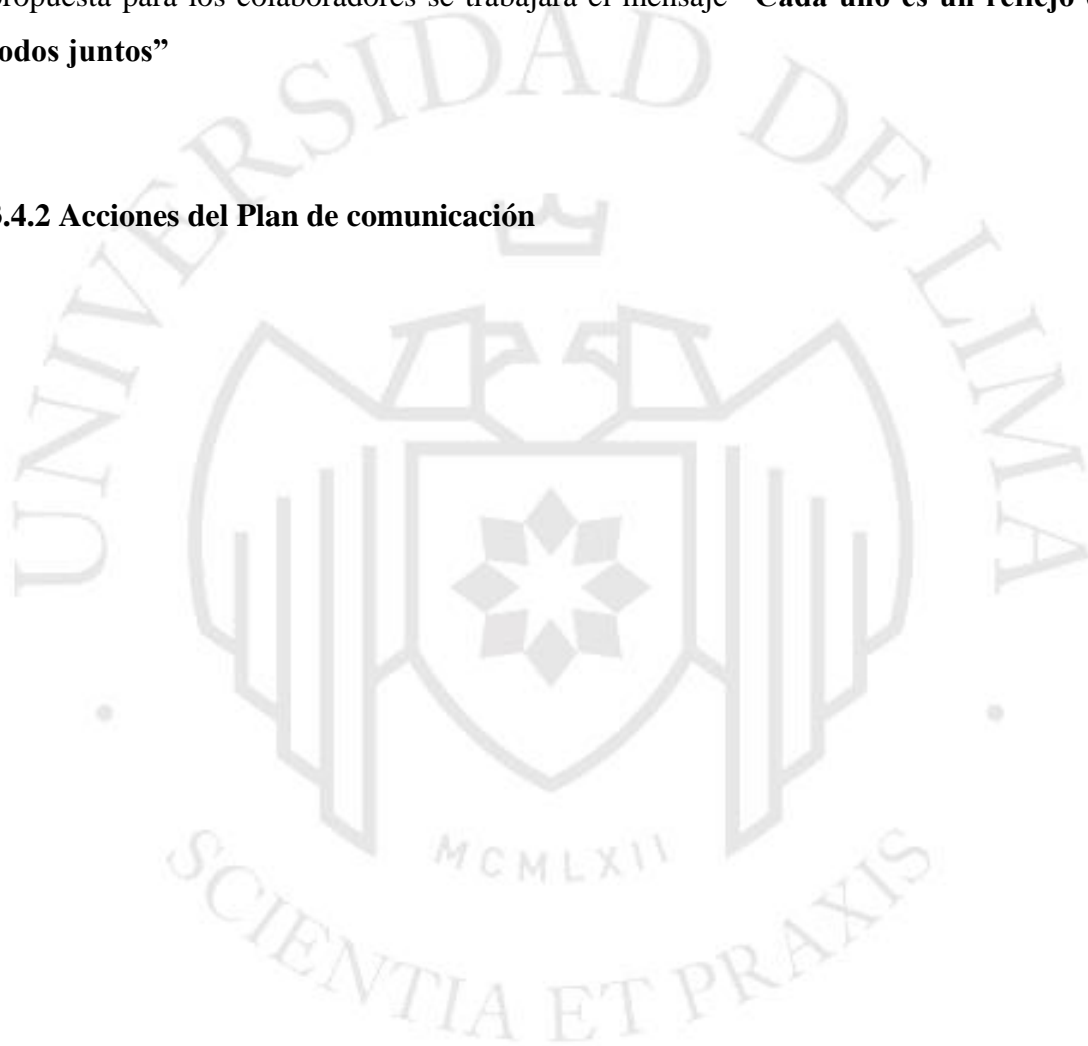 propuesta para los colaboradores se trabajará el mensaje “Cada uno es un reflejo
odos juntos”
3.4.2 Acciones del Plan de comunicación
UNIVERSIDAD DE LIMA
MCMLXII
SCIENTIA ET PRAXIS